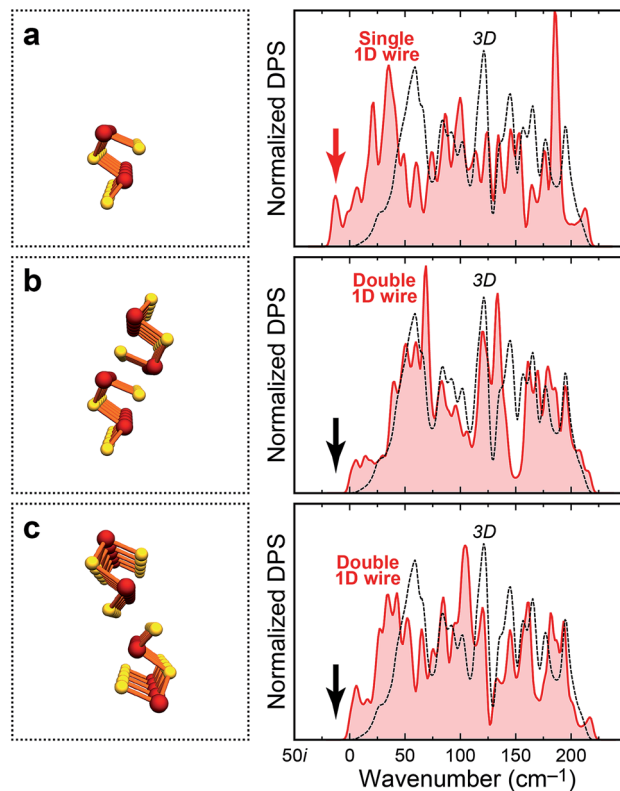 a
Normalized DPS
Single
1D wire
3D
b
Normalized DPS
Double
1D wire
3D
c
Normalized DPS
Double
1D wire
3D
50i 0 50 100 150 200
Wavenumber (cm⁻¹)